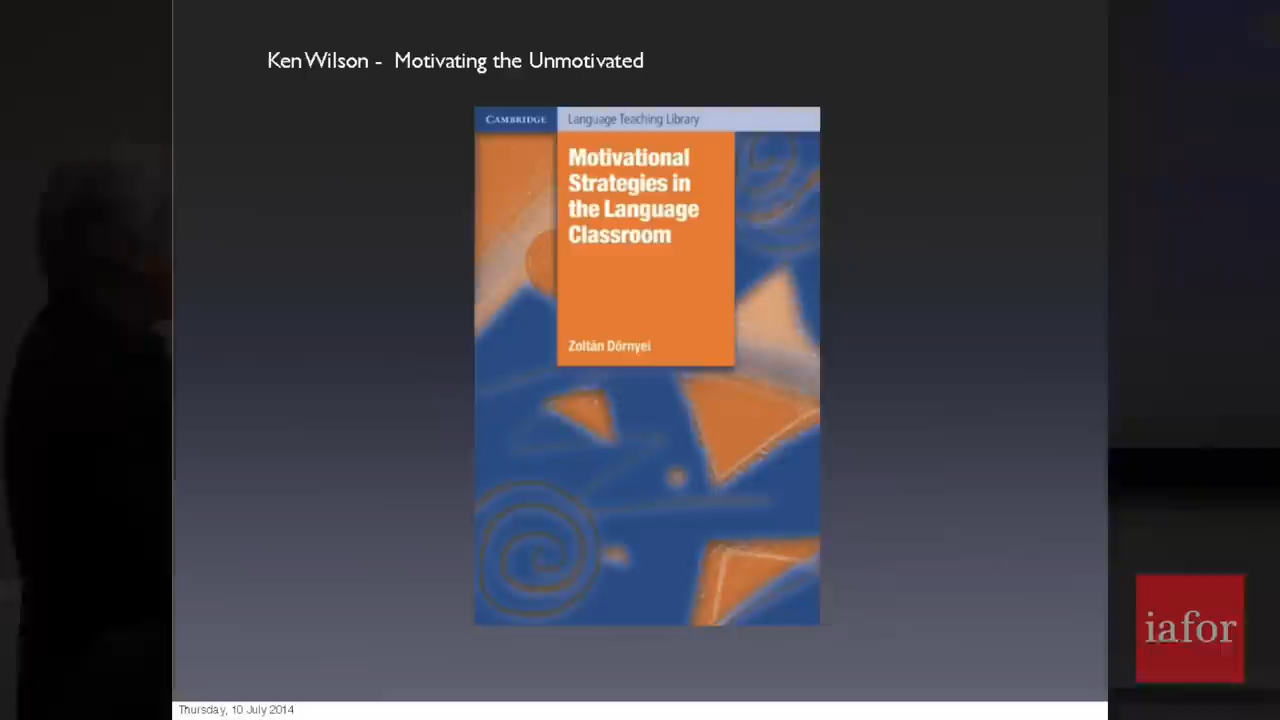 Ken Wilson - Motivating the Unmotivated
CAMBRIDGE
Language Teaching Library
Motivational
Strategies in
the Language
Classroom
Zoltán Dörnyei
iafor
Thursday, 10 July 2014